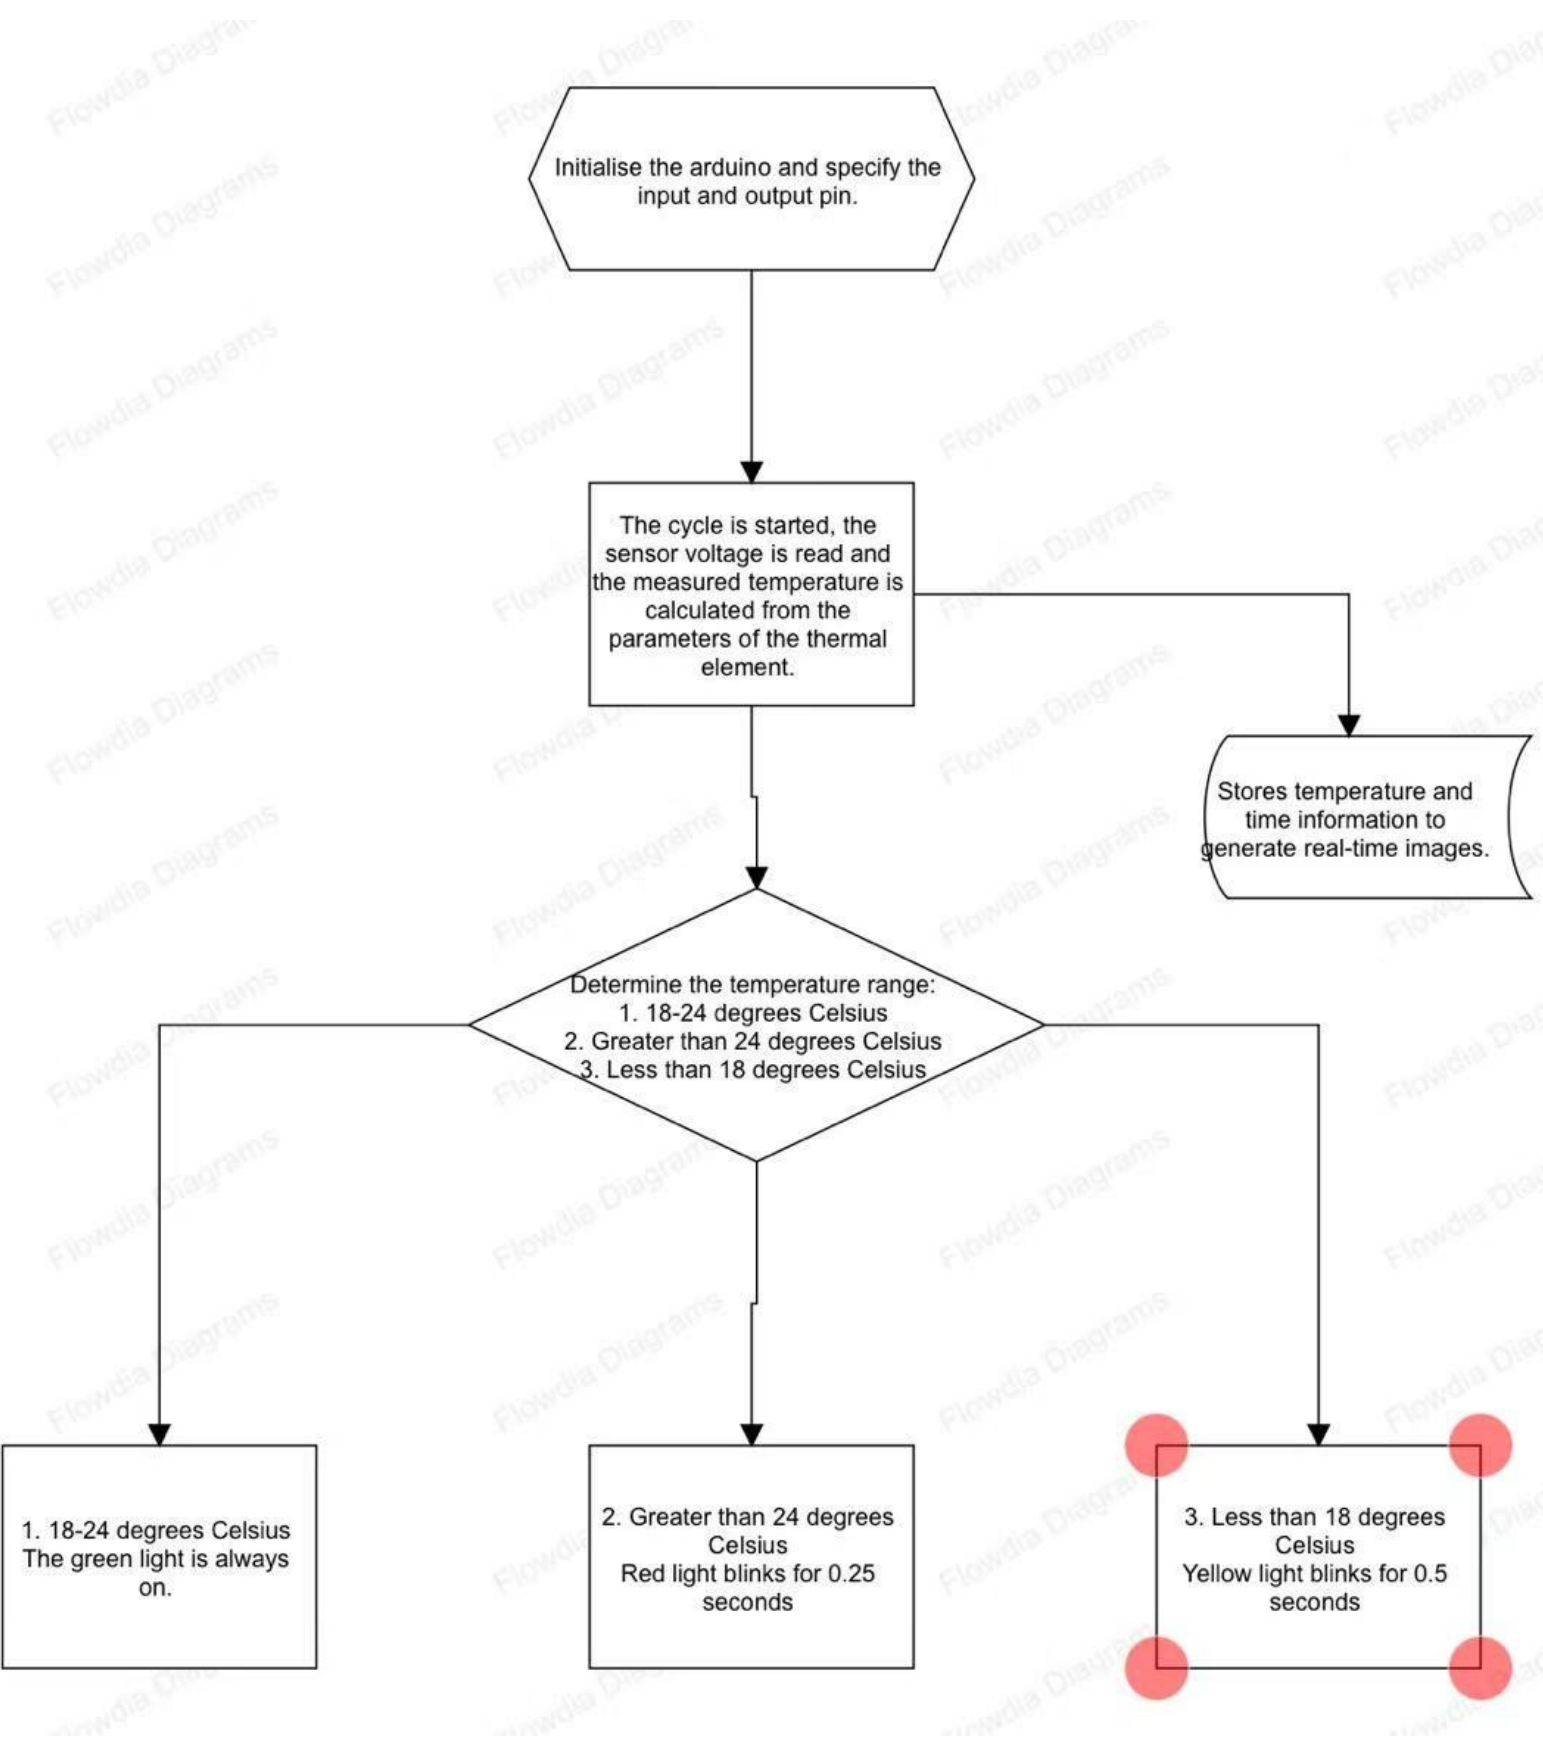 Initialise the arduino and specify the
input and output pin.
The cycle is started, the
sensor voltage is read and
the measured temperature is
calculated from the
parameters of the thermal
element.
Stores temperature and
time information to
generate real-time images.
Determine the temperature range:
1. 18-24 degrees Celsius
2. Greater than 24 degrees Celsius
3. Less than 18 degrees Celsius
1. 18-24 degrees Celsius
The green light is always
on.
2. Greater than 24 degrees
Celsius
Red light blinks for 0.25
seconds
3. Less than 18 degrees
Celsius
Yellow light blinks for 0.5
seconds
Flowdia Diagrams